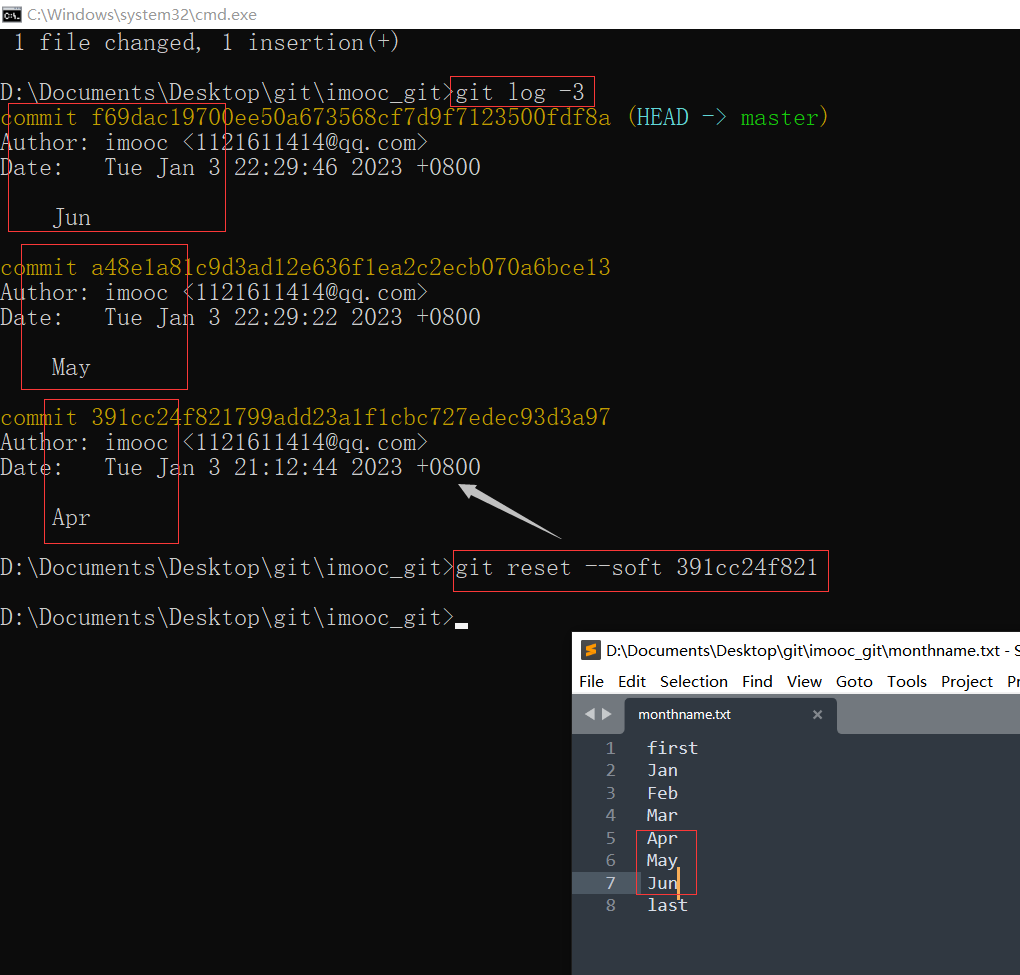 C:\Windows\system32\cmd.exe
1 file changed, 1 insertion(+)
D:\Documents\Desktop\git\imooc_git>git log -3
commit f69dac19700ee50a673568cf7d9f7123500fdf8a (HEAD -> master)
Author: imooc <1121611414@qq.com>
Date:   Tue Jan 3 22:29:46 2023 +0800
Jun
commit a48e1a81c9d3ad12e636f1ea2c2ecb070a6bce13
Author: imooc <1121611414@qq.com>
Date:   Tue Jan 3 22:29:22 2023 +0800
May
commit 391cc24f821799add23a1f1cbc727edec93d3a97
Author: imooc <1121611414@qq.com>
Date:   Tue Jan 3 21:12:44 2023 +0800
Apr
D:\Documents\Desktop\git\imooc_git>git reset --soft 391cc24f821
D:\Documents\Desktop\git\imooc_git>
D:\Documents\Desktop\git\imooc_git\monthname.txt - S
File Edit Selection Find View Goto Tools Project Pr
monthname.txt ×
1 first
2 Jan
3 Feb
4 Mar
5 Apr
6 May
7 Jun
8 last